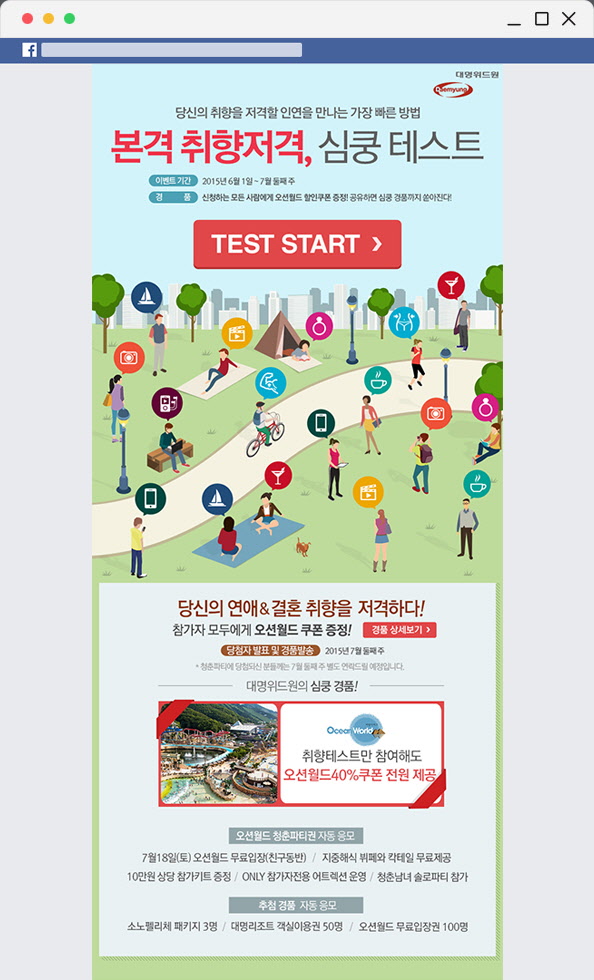 대명위드원
Daemyung
당신의 취향을 저격할 인연을 만나는 가장 빠른 방법
본격 취향저격, 심쿵 테스트
이벤트 기간 2015년 6월 1일 ~ 7월 둘째 주
경 품 신청하는 모든 사람에게 오션월드 할인쿠폰 증정! 공유하면 심쿵 경품까지 쏟아진다!
TEST START
당신의 연애&결혼 취향을 저격하다!
참가자 모두에게 오션월드 쿠폰 증정! 경품 상세보기
당첨자 발표 및 경품발송 2015년 7월 둘째 주
* 청춘파티에 당첨되신 분들께는 7월 둘째 주 별도 연락드릴 예정입니다.
대명위드원의 심쿵 경품!
Ocean World
취향테스트만 참여해도
오션월드40%쿠폰 전원 제공
오션월드 청춘파티권 자동 응모
7월18일(토) 오션월드 무료입장(친구동반) / 지중해식 뷔페와 칵테일 무료제공
10만원 상당 참가키트 증정 / ONLY 참가자전용 어트렉션 운영 / 청춘남녀 솔로파티 참가
추첨 경품 자동 응모
소노펠리체 패키지 3명 / 대명리조트 객실이용권 50명 / 오션월드 무료입장권 100명